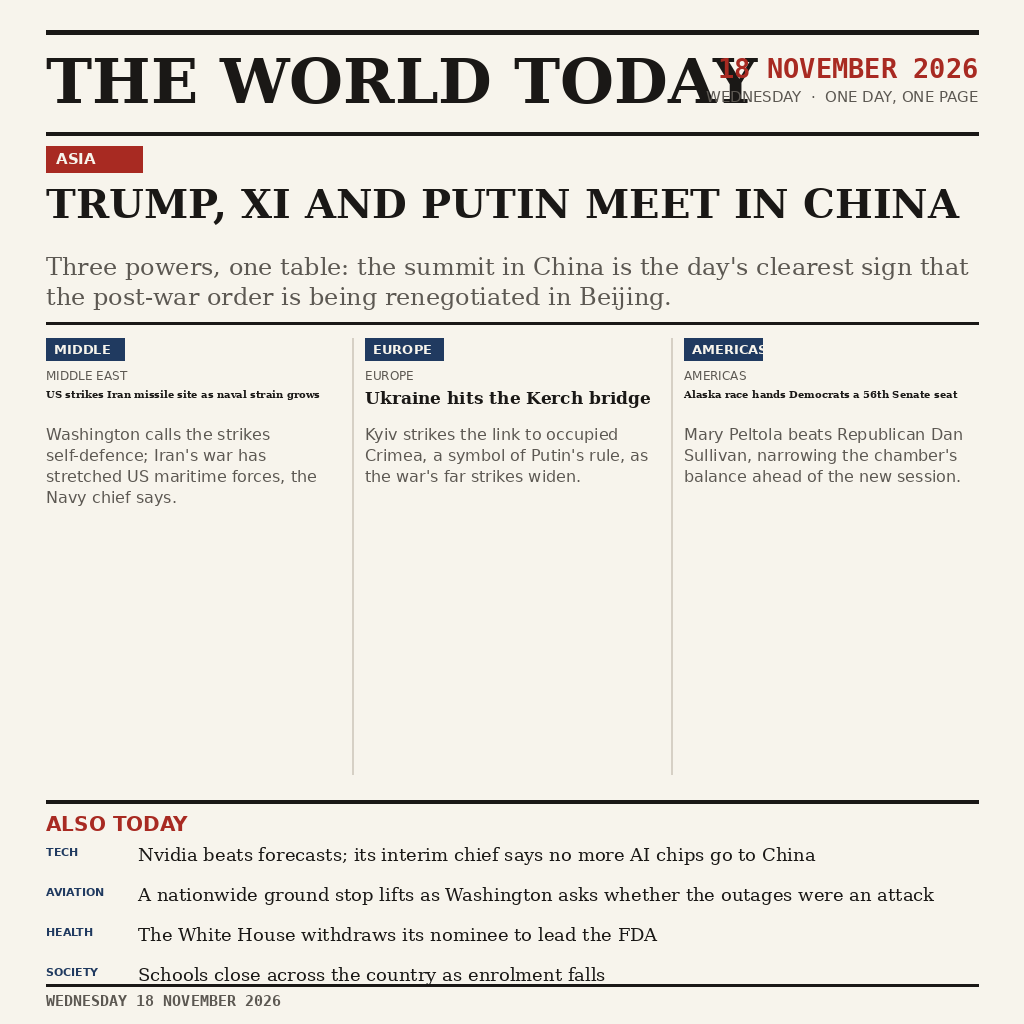 THE WORLD TODAY
18 NOVEMBER 2026
WEDNESDAY · ONE DAY, ONE PAGE
ASIA
TRUMP, XI AND PUTIN MEET IN CHINA
Three powers, one table: the summit in China is the day's clearest sign that
the post-war order is being renegotiated in Beijing.
MIDDLE
MIDDLE EAST
US strikes Iran missile site as naval strain grows
Washington calls the strikes
self-defence; Iran's war has
stretched US maritime forces, the
Navy chief says.
EUROPE
EUROPE
Ukraine hits the Kerch bridge
Kyiv strikes the link to occupied
Crimea, a symbol of Putin's rule, as
the war's far strikes widen.
AMERICAS
AMERICAS
Alaska race hands Democrats a 56th Senate seat
Mary Peltola beats Republican Dan
Sullivan, narrowing the chamber's
balance ahead of the new session.
ALSO TODAY
TECH Nvidia beats forecasts; its interim chief says no more AI chips go to China
AVIATION A nationwide ground stop lifts as Washington asks whether the outages were an attack
HEALTH The White House withdraws its nominee to lead the FDA
SOCIETY Schools close across the country as enrolment falls
WEDNESDAY 18 NOVEMBER 2026